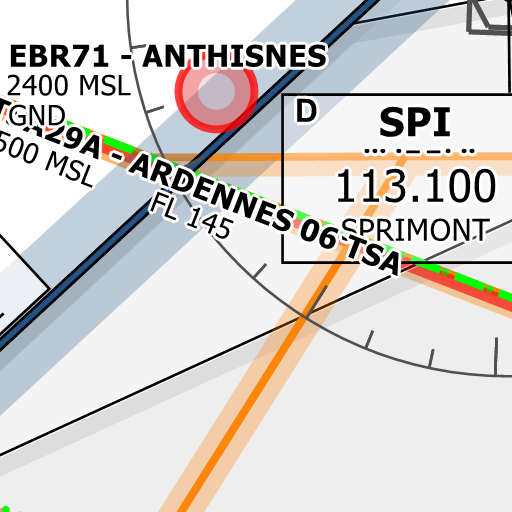 EBR71 - ANTHISNES
2400 MSL
GND
D
SPI
113.100
SPRIMONT
29A - ARDENNES 06 TSA
FL 145
500 MSL